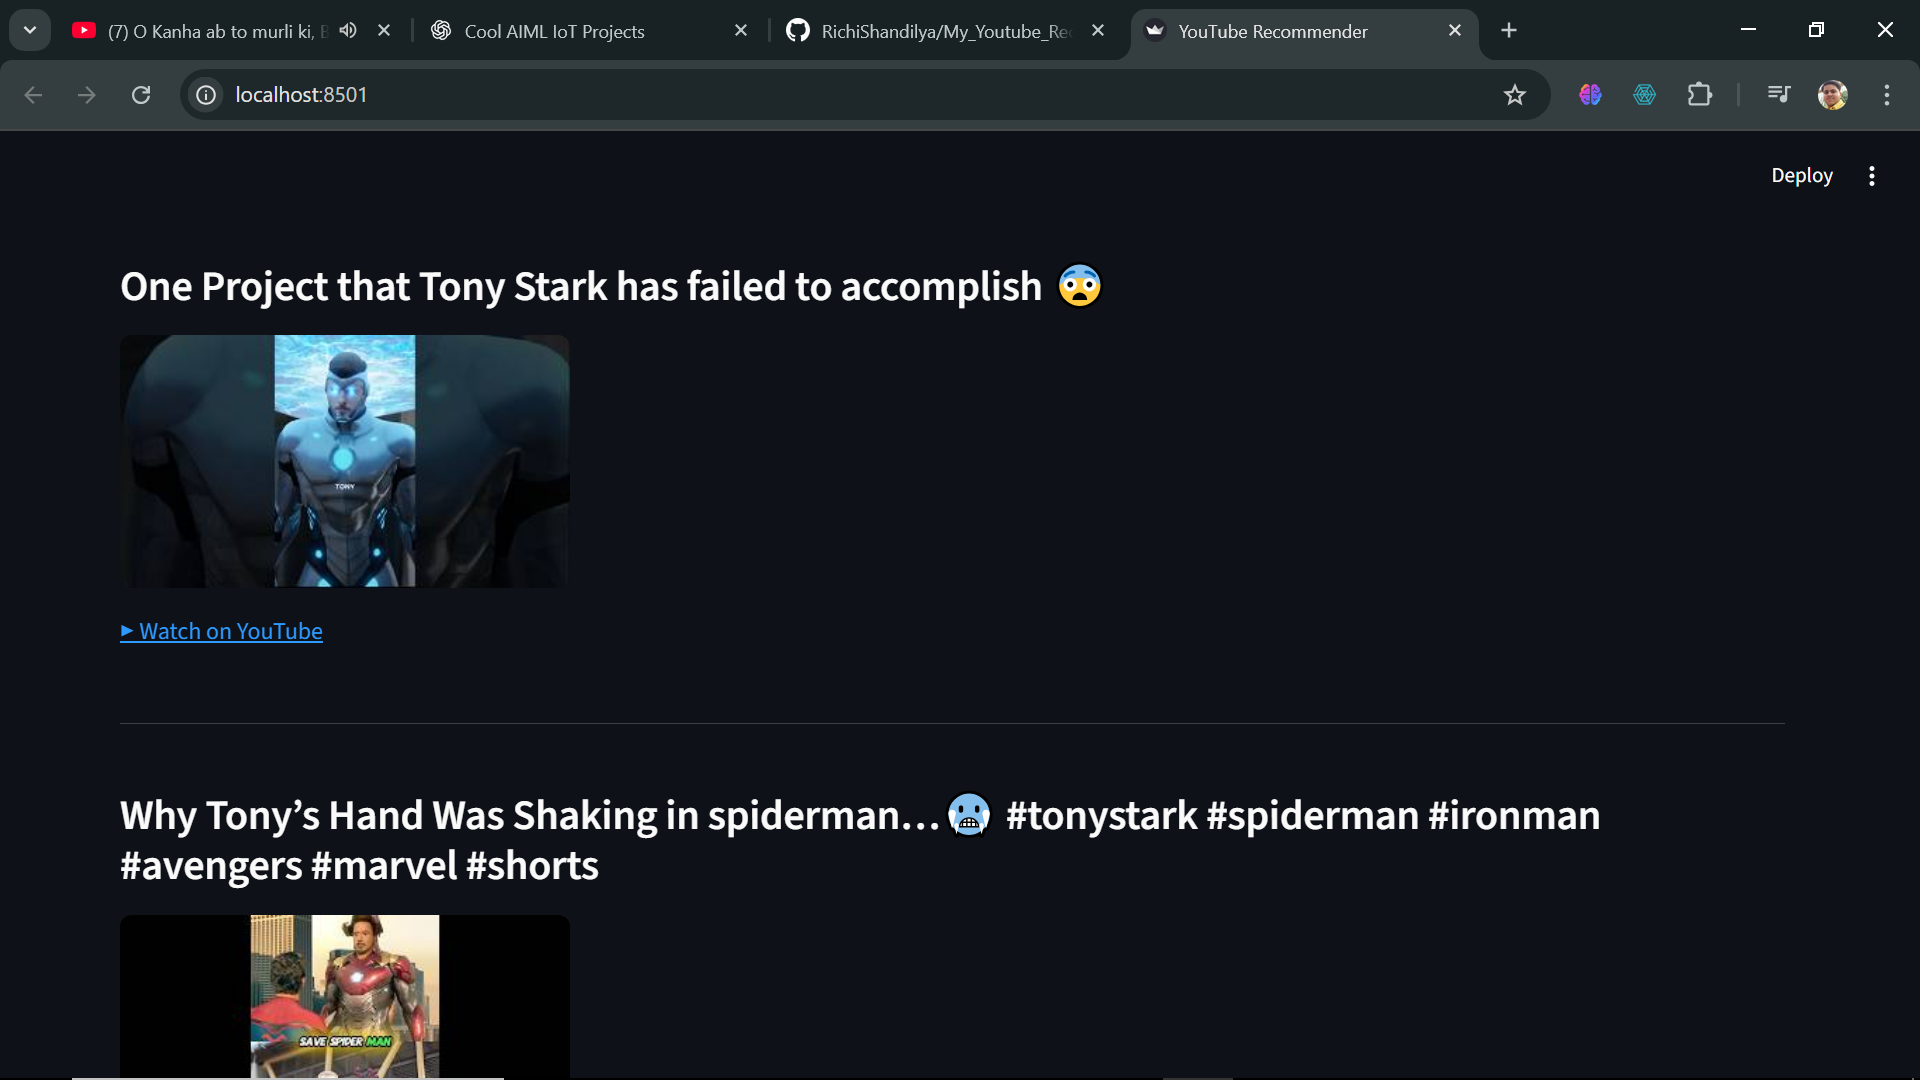 (7) O Kanha ab to murli ki,
Cool AIML IoT Projects
RichiShandilya/My_Youtube_Re
YouTube Recommender
localhost:8501
Deploy
One Project that Tony Stark has failed to accomplish 😨
TONY
▶ Watch on YouTube
Why Tony’s Hand Was Shaking in spiderman…🥶 #tonystark #spiderman #ironman
#avengers #marvel #shorts
SAVE SPIDER MAN